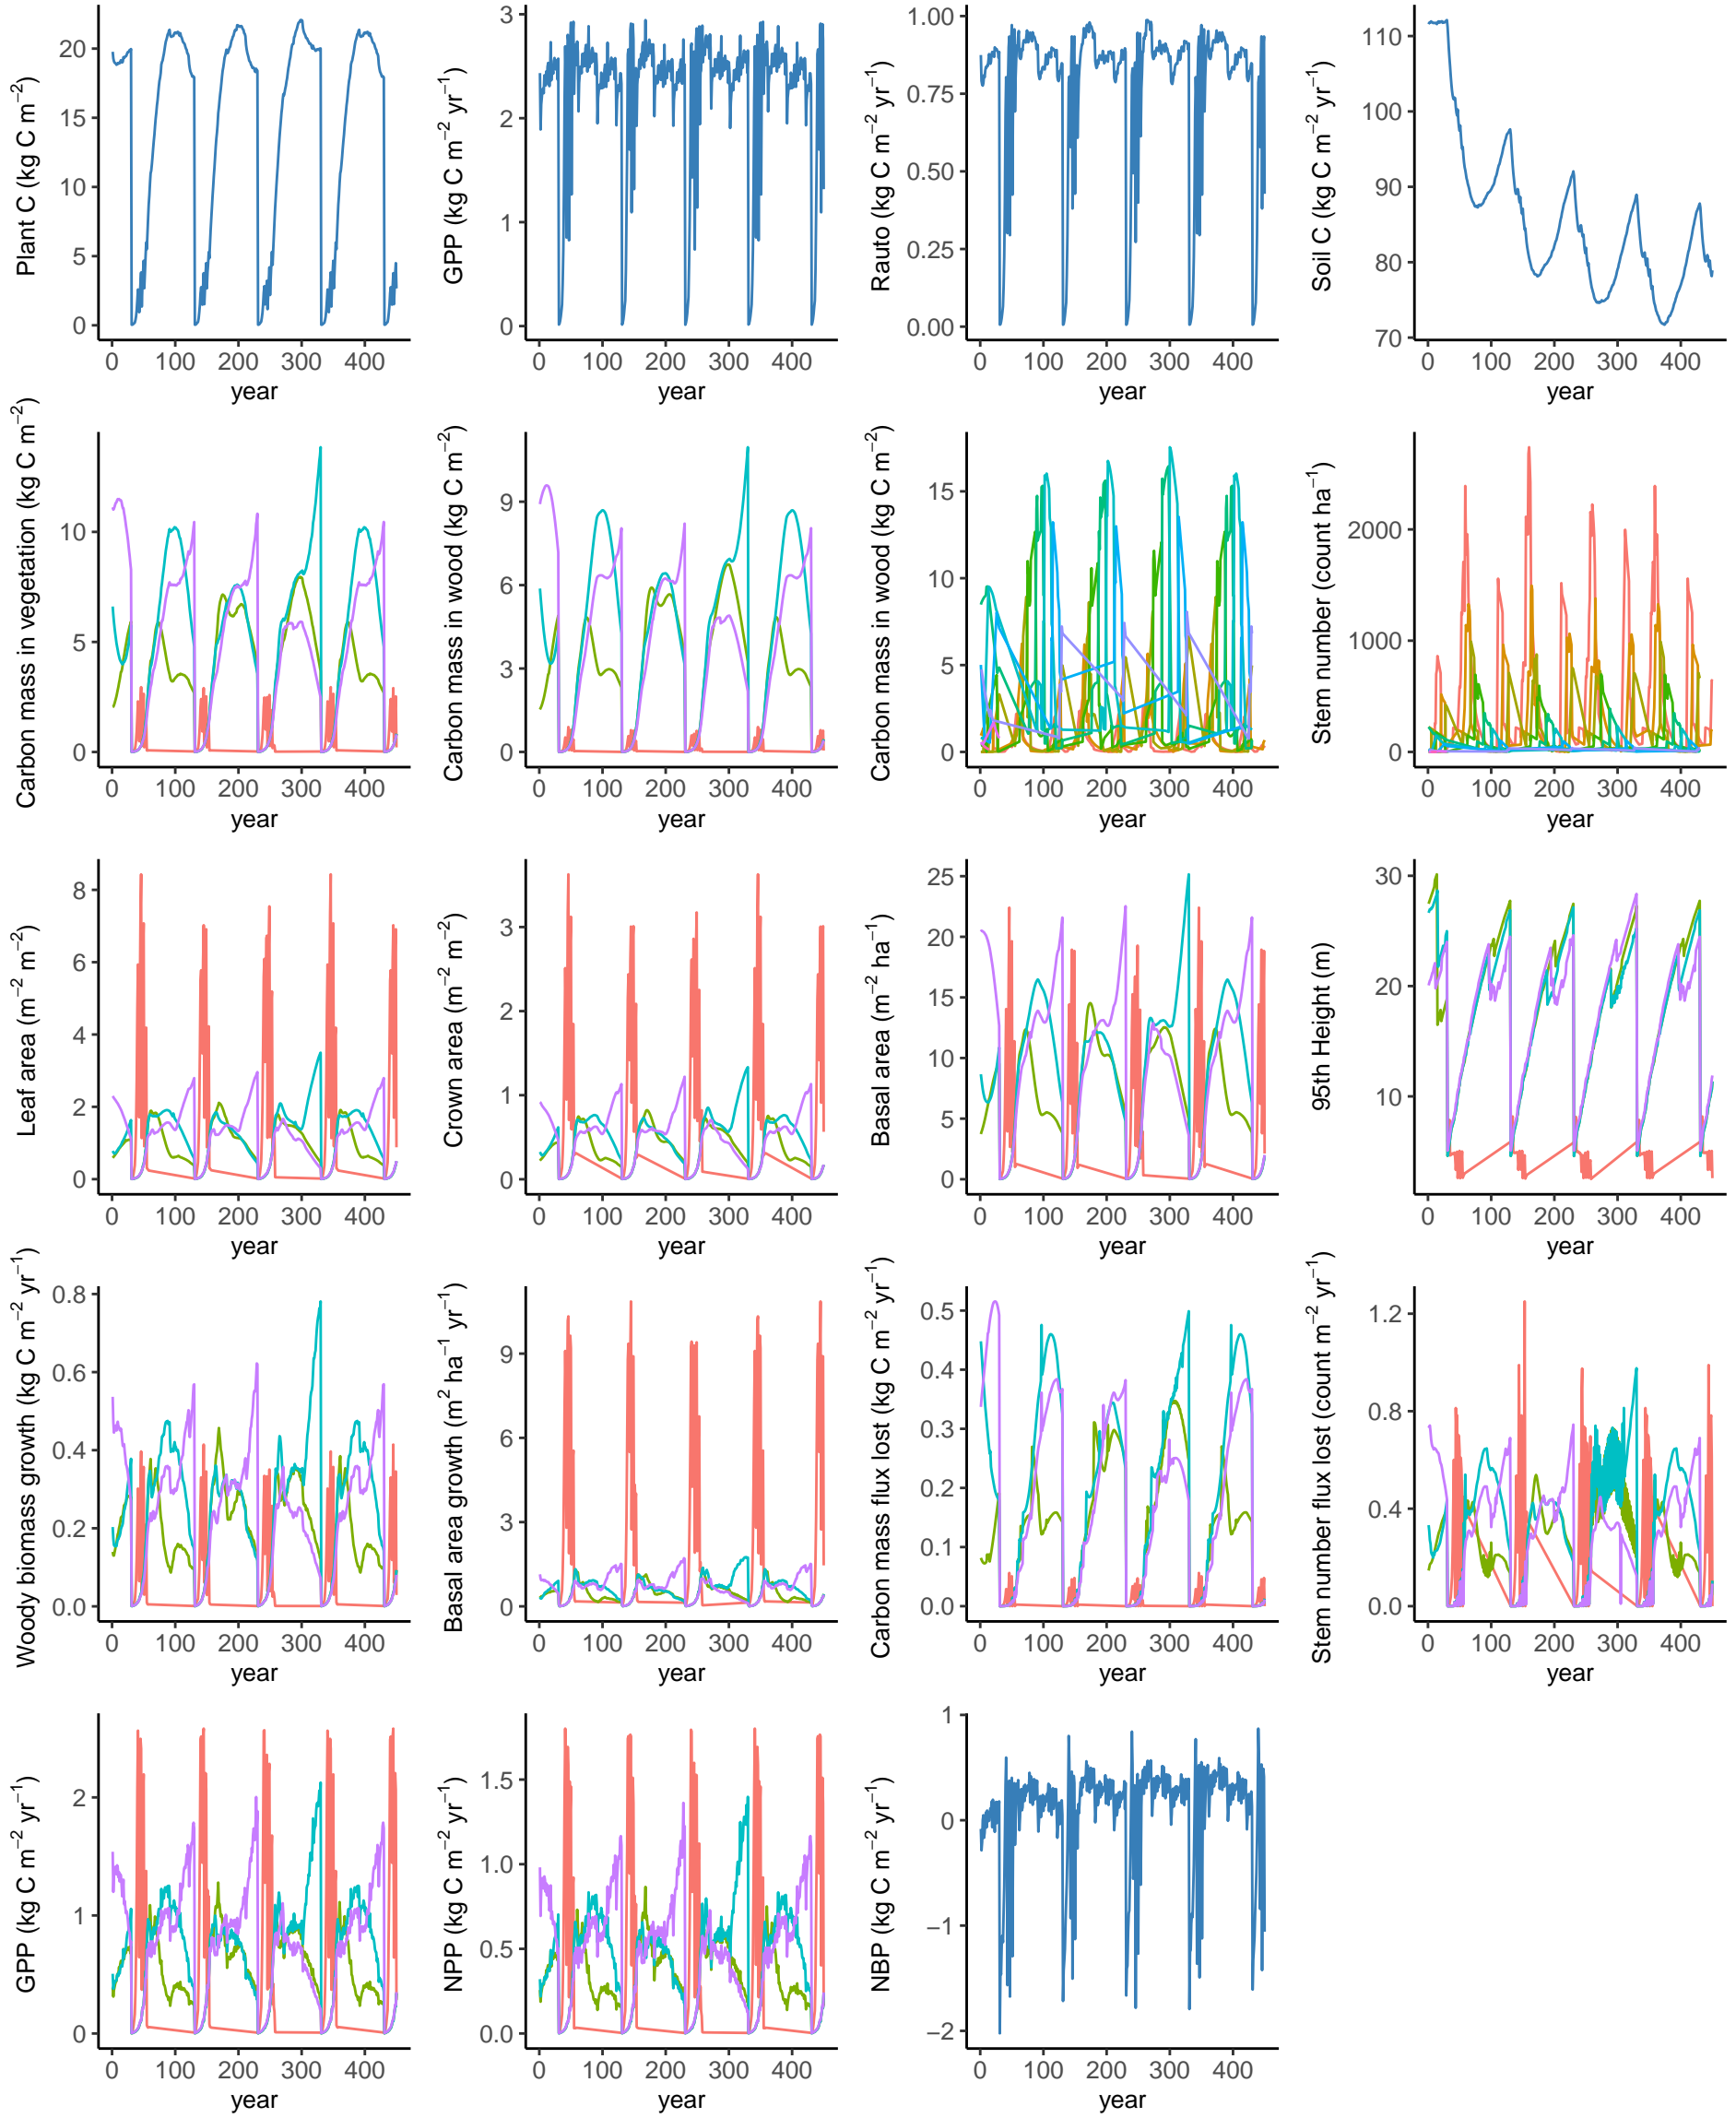 Plant C (kg C m−2)
20
15
10
5
0
0 100 200 300 400
year
GPP (kg C m−2 yr−1)
3
2
1
0
0 100 200 300 400
year
Rauto (kg C m−2 yr−1)
1.00
0.75
0.50
0.25
0.00
0 100 200 300 400
year
Soil C (kg C m−2 yr−1)
110
100
90
80
70
0 100 200 300 400
year
Carbon mass in vegetation (kg C m−2)
10
5
0
0 100 200 300 400
year
Carbon mass in wood (kg C m−2)
9
6
3
0
0 100 200 300 400
year
Carbon mass in wood (kg C m−2)
15
10
5
0
0 100 200 300 400
year
Stem number (count ha−1)
2000
1000
0
0 100 200 300 400
year
Leaf area (m−2 m−2)
8
6
4
2
0
0 100 200 300 400
year
Crown area (m−2 m−2)
3
2
1
0
0 100 200 300 400
year
Basal area (m−2 ha−1)
25
20
15
10
5
0
0 100 200 300 400
year
95th Height (m)
30
20
10
0 100 200 300 400
year
Woody biomass growth (kg C m−2 yr−1)
0.8
0.6
0.4
0.2
0.0
0 100 200 300 400
year
Basal area growth (m2 ha−1 yr−1)
9
6
3
0
0 100 200 300 400
year
Carbon mass flux lost (kg C m−2 yr−1)
0.5
0.4
0.3
0.2
0.1
0.0
0 100 200 300 400
year
Stem number flux lost (count m−2 yr−1)
1.2
0.8
0.4
0.0
0 100 200 300 400
year
GPP (kg C m−2 yr−1)
2
1
0
0 100 200 300 400
year
NPP (kg C m−2 yr−1)
1.5
1.0
0.5
0.0
0 100 200 300 400
year
NBP (kg C m−2 yr−1)
1
0
−1
−2
0 100 200 300 400
year